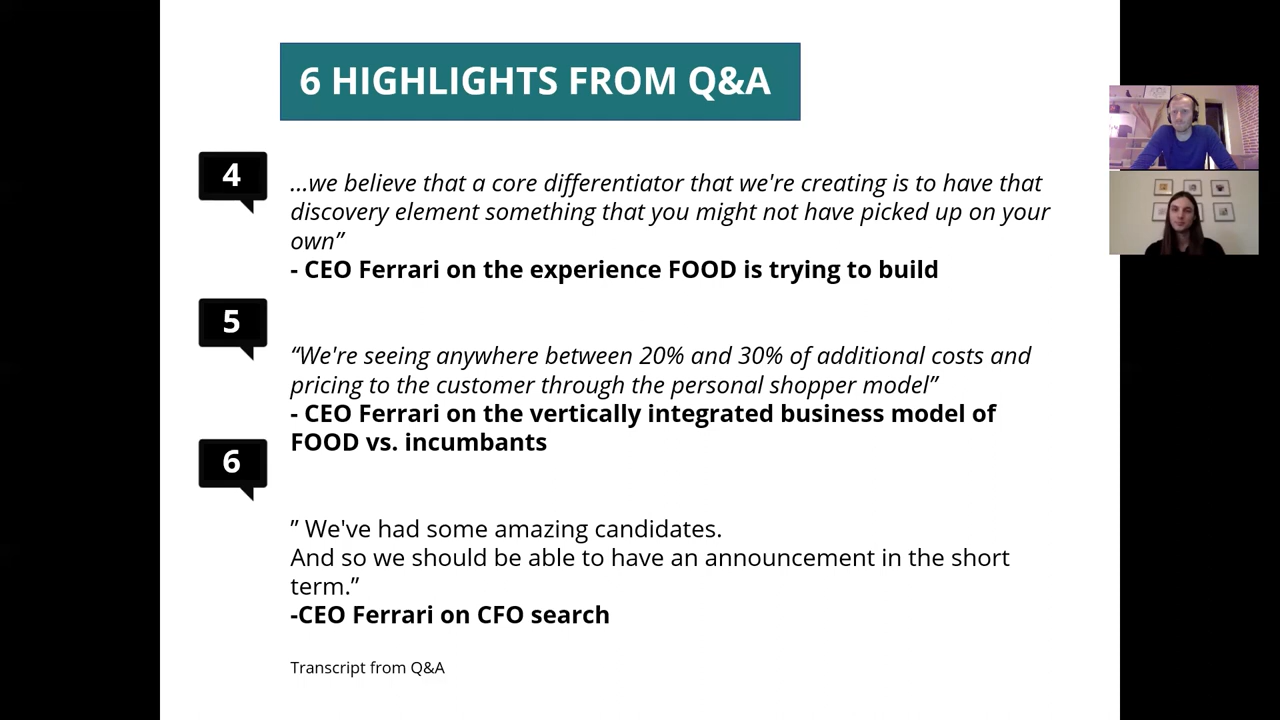 6 HIGHLIGHTS FROM Q&A
4
...we believe that a core differentiator that we're creating is to have that
discovery element something that you might not have picked up on your
own”
- CEO Ferrari on the experience FOOD is trying to build
5
“We're seeing anywhere between 20% and 30% of additional costs and
pricing to the customer through the personal shopper model”
- CEO Ferrari on the vertically integrated business model of
FOOD vs. incumbants
6
” We've had some amazing candidates.
And so we should be able to have an announcement in the short
term.”
-CEO Ferrari on CFO search
Transcript from Q&A